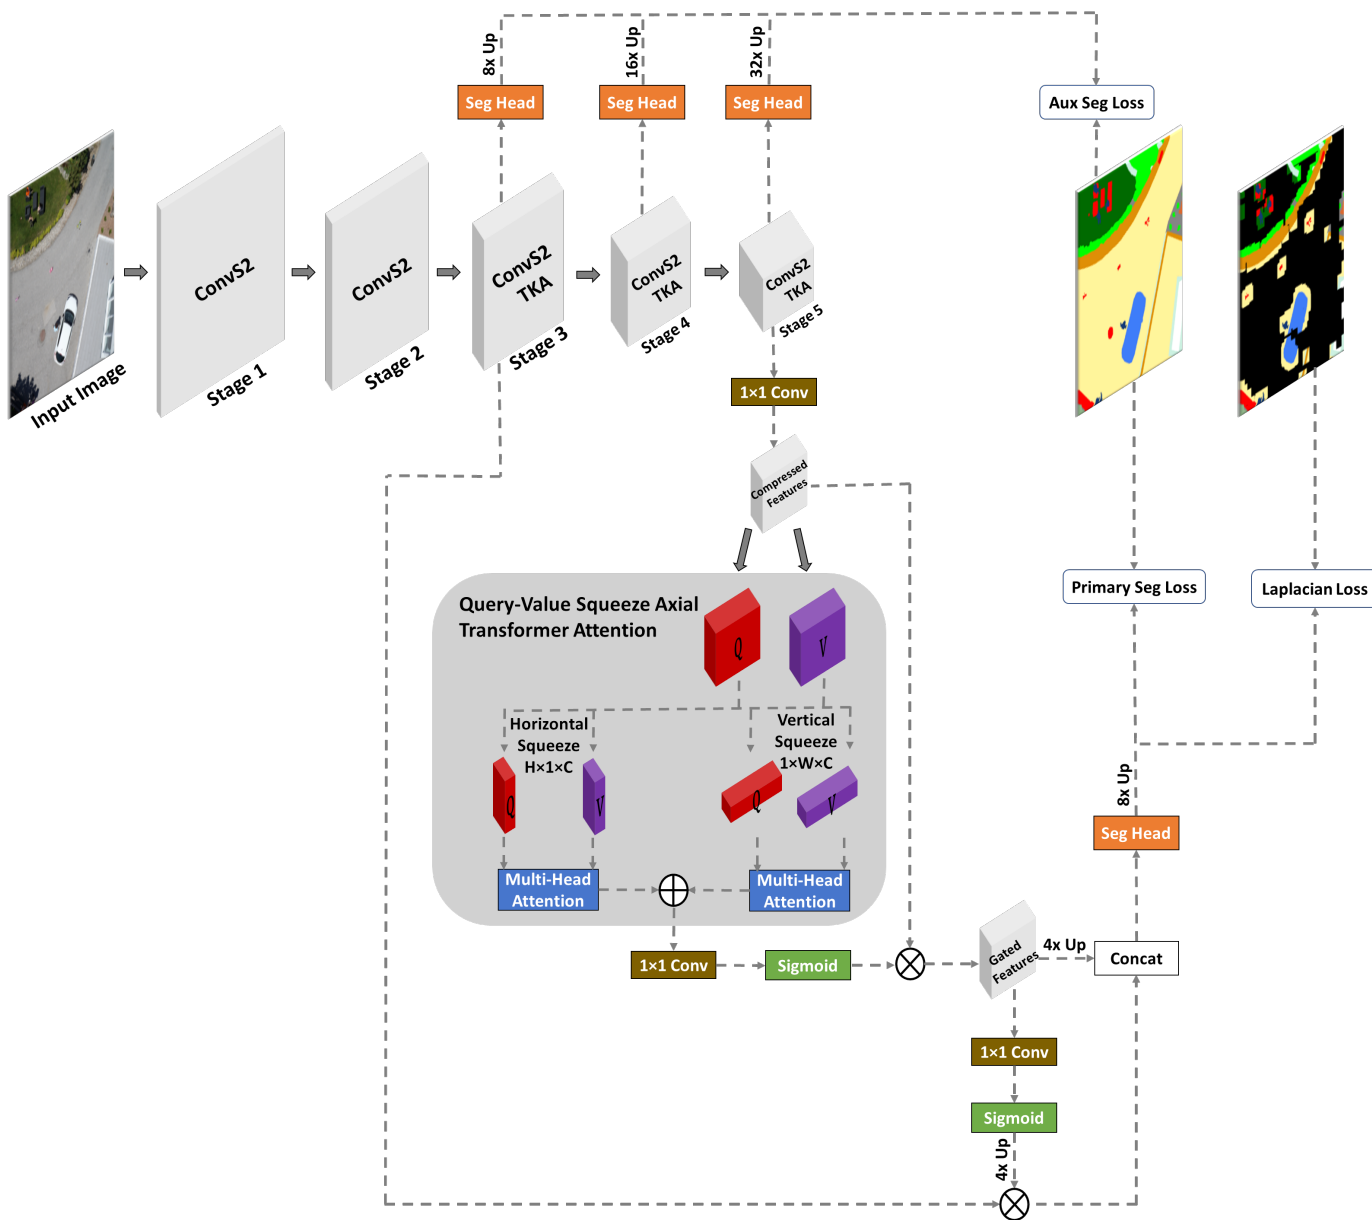 8x Up
16x Up
32x Up
Seg Head
Seg Head
Seg Head
Aux Seg Loss
Input Image
ConvS2
Stage 1
ConvS2
Stage 2
ConvS2
TKA
Stage 3
ConvS2
TKA
Stage 4
ConvS2
TKA
Stage 5
1×1 Conv
Compressed
Features
Query-Value Squeeze Axial
Transformer Attention
Q
V
Horizontal
Squeeze
H×1×C
Vertical
Squeeze
1×W×C
Q
V
Q
V
Multi-Head
Attention
Multi-Head
Attention
1×1 Conv
Sigmoid
Gated
Features
4x Up
Concat
1×1 Conv
Sigmoid
4x Up
Seg Head
8x Up
Primary Seg Loss
Laplacian Loss